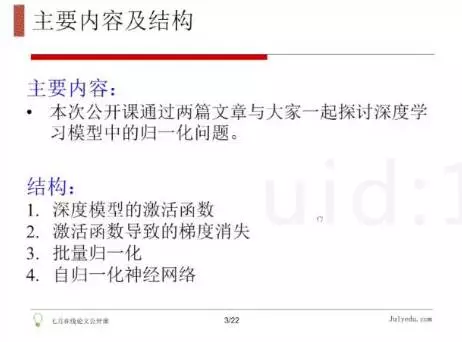 主要内容及结构
主要内容:
• 本次公开课通过两篇文章与大家一起探讨深度学
习模型中的归一化问题。
结构:
1. 深度模型的激活函数
2. 激活函数导致的梯度消失
3. 批量归一化
4. 自归一化神经网络
uid:1
七月在线论文公开课
3/22
Julyedu.com